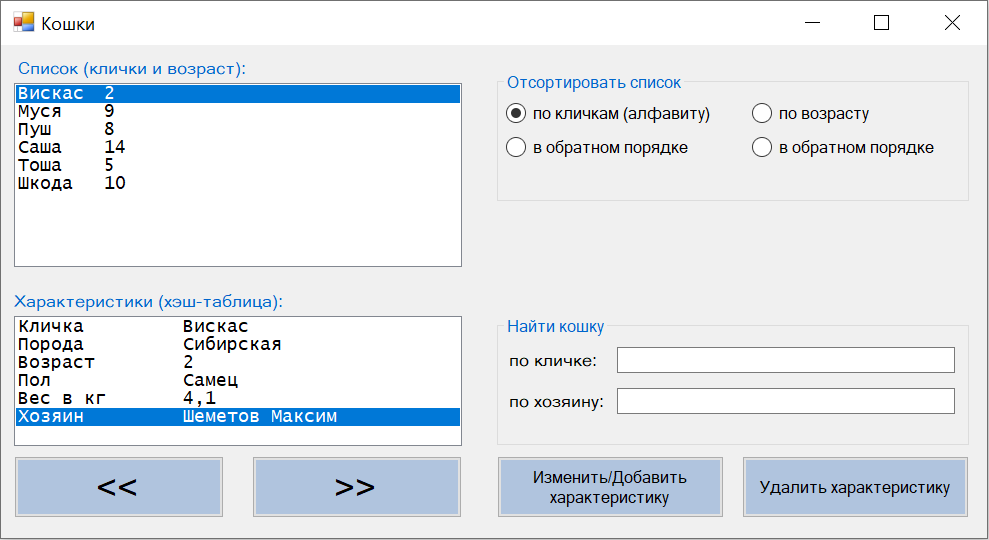 Кошки
Список (клички и возраст):
Вискас 2
Муся 9
Пуш 8
Саша 14
Тоша 5
Шкода 10
Отсортировать список
по кличкам (алфавиту) по возрасту
в обратном порядке в обратном порядке
Характеристики (хэш-таблица):
Кличка Вискас
Порода Сибирская
Возраст 2
Пол Самец
Вес в кг 4,1
Хозяин Шеметов Максим
Найти кошку
по кличке:
по хозяину:
<<
>>
Изменить/Добавить
характеристику
Удалить характеристику